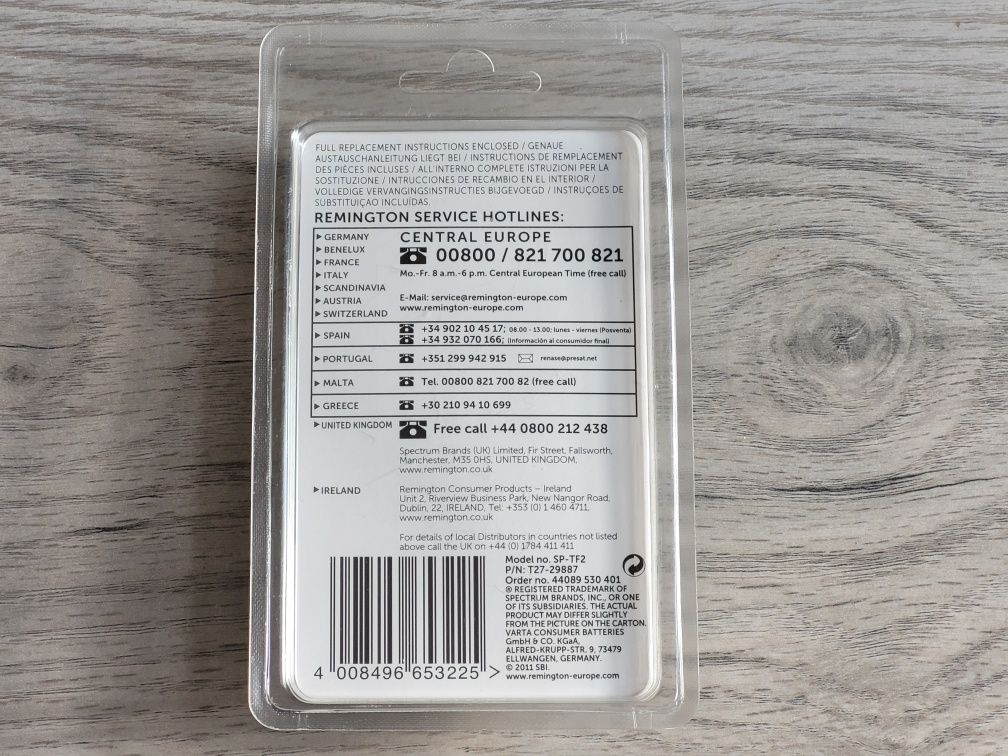 FULL REPLACEMENT INSTRUCTIONS ENCLOSED / GENAUE
AUSTAUSCHANLEITUNG LIEGT BEI / INSTRUCTIONS DE REMPLACEMENT
DES PIÈCES INCLUSES / ALL'INTERNO COMPLETE ISTRUZIONI PER LA
SOSTITUZIONE / INTRUCCIONES DE RECAMBIO EN EL INTERIOR /
VOLLEDIGE VERVANGINGSINSTRUCTIES BIJGEVOEGD / INSTRUÇOES DE
SUBSTITUIÇAO INCLUÍDAS.
REMINGTON SERVICE HOTLINES:
GERMANY
BENELUX
FRANCE
ITALY
SCANDINAVIA
AUSTRIA
SWITZERLAND
CENTRAL EUROPE
00800 / 821 700 821
Mo.-Fr. 8 a.m.-6 p.m. Central European Time (free call)
E-Mail: service@remington-europe.com
www.remington-europe.com
SPAIN
+34 902 10 45 17; 08.00 - 13.00; lunes - viernes (Posventa)
+34 932 070 166; (Información al consumidor final)
PORTUGAL +351 299 942 915 renase@presat.net
MALTA Tel. 00800 821 700 82 (free call)
GREECE +30 210 94 10 699
UNITED KINGDOM Free call +44 0800 212 438
Spectrum Brands (UK) Limited, Fir Street, Fallsworth,
Manchester, M35 0HS, UNITED KINGDOM,
www.remington.co.uk
IRELAND Remington Consumer Products – Ireland
Unit 2, Riverview Business Park, New Nangor Road,
Dublin, 22, IRELAND, Tel: +353 (0) 1 460 4711,
www.remington.co.uk
For details of local Distributors in countries not listed
above call the UK on +44 (0) 1784 411 411
Model no. SP-TF2
P/N: T27-29887
Order no. 44089 530 401
® REGISTERED TRADEMARK OF
SPECTRUM BRANDS, INC., OR ONE
OF ITS SUBSIDIARIES. THE ACTUAL
PRODUCT MAY DIFFER SLIGHTLY
FROM THE PICTURE ON THE CARTON.
VARTA CONSUMER BATTERIES
GmbH & CO. KGaA,
ALFRED-KRUPP-STR. 9, 73479
ELLWANGEN, GERMANY.
© 2011 SBI.
www.remington-europe.com
4 008496 653225 >